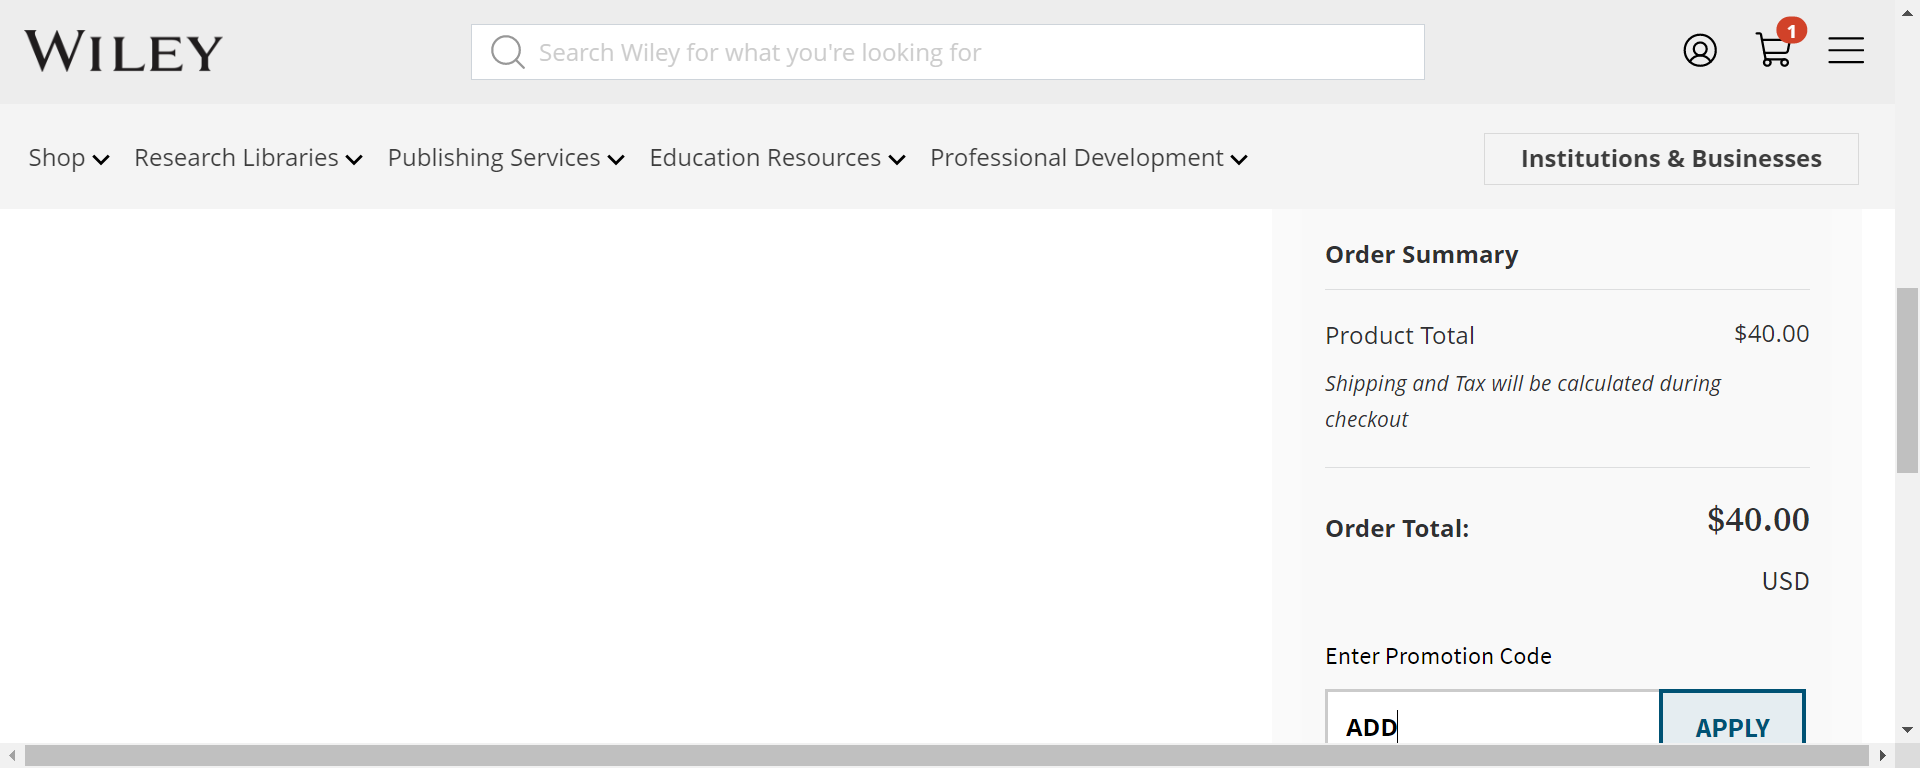 WILEY
Search Wiley for what you're looking for
1
Shop
Research Libraries
Publishing Services
Education Resources
Professional Development
Institutions & Businesses
Order Summary
Product Total $40.00
Shipping and Tax will be calculated during
checkout
Order Total: $40.00
USD
Enter Promotion Code
ADD
APPLY